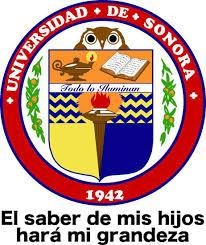 • UNIVERSIDAD • DE • SONORA •
Todo lo Iluminan
1942
El saber de mis hijos
hará mi grandeza